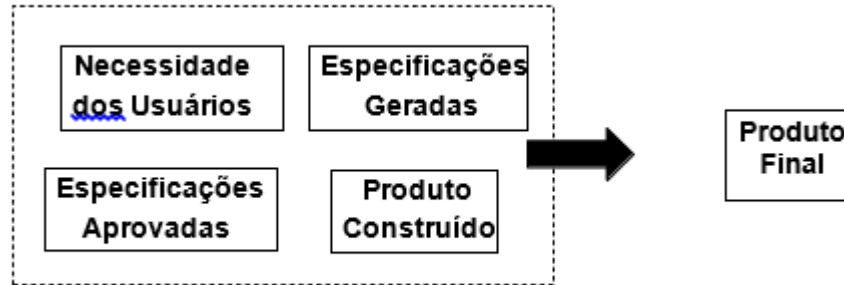 Necessidade
dos Usuários
Especificações
Geradas
Especificações
Aprovadas
Produto
Construído
Produto
Final